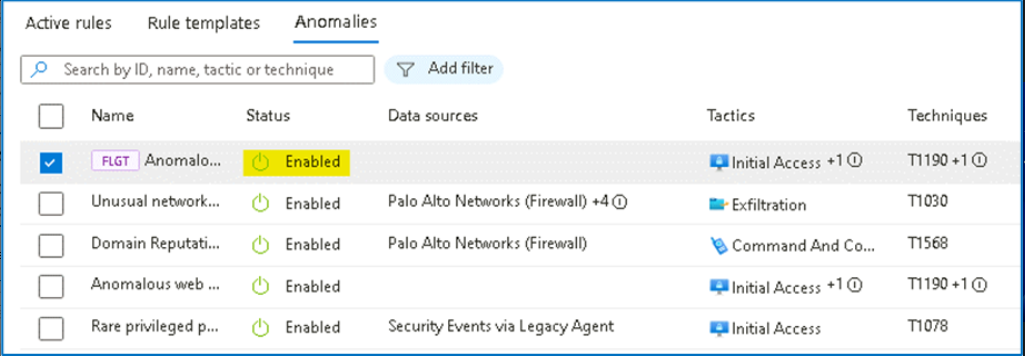 Active rules Rule templates Anomalies
Search by ID, name, tactic or technique Add filter
Name Status Data sources Tactics Techniques
FLGT Anomalo... Enabled Initial Access +1 T1190 +1
Unusual network... Enabled Palo Alto Networks (Firewall) +4 Exfiltration T1030
Domain Reputati... Enabled Palo Alto Networks (Firewall) Command And Co... T1568
Anomalous web ... Enabled Initial Access +1 T1190 +1
Rare privileged p... Enabled Security Events via Legacy Agent Initial Access T1078